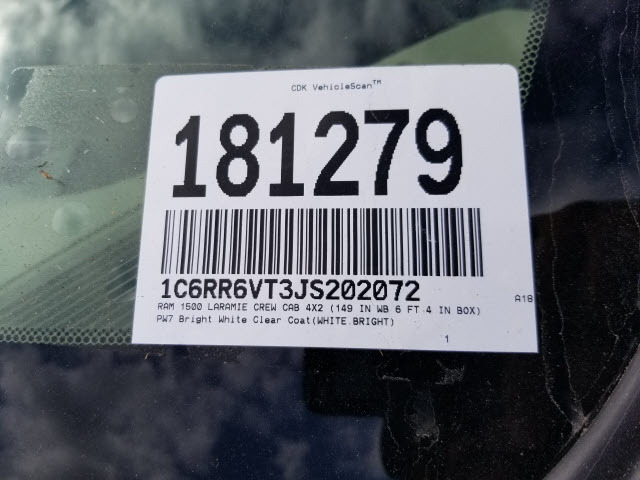 CDK VehicleScan™
181279
1C6RR6VT3JS202072
RAM 1500 LARAMIE CREW CAB 4X2 (149 IN WB 6 FT 4 IN BOX)
A18
PW7 Bright White Clear Coat(WHITE.BRIGHT)
1